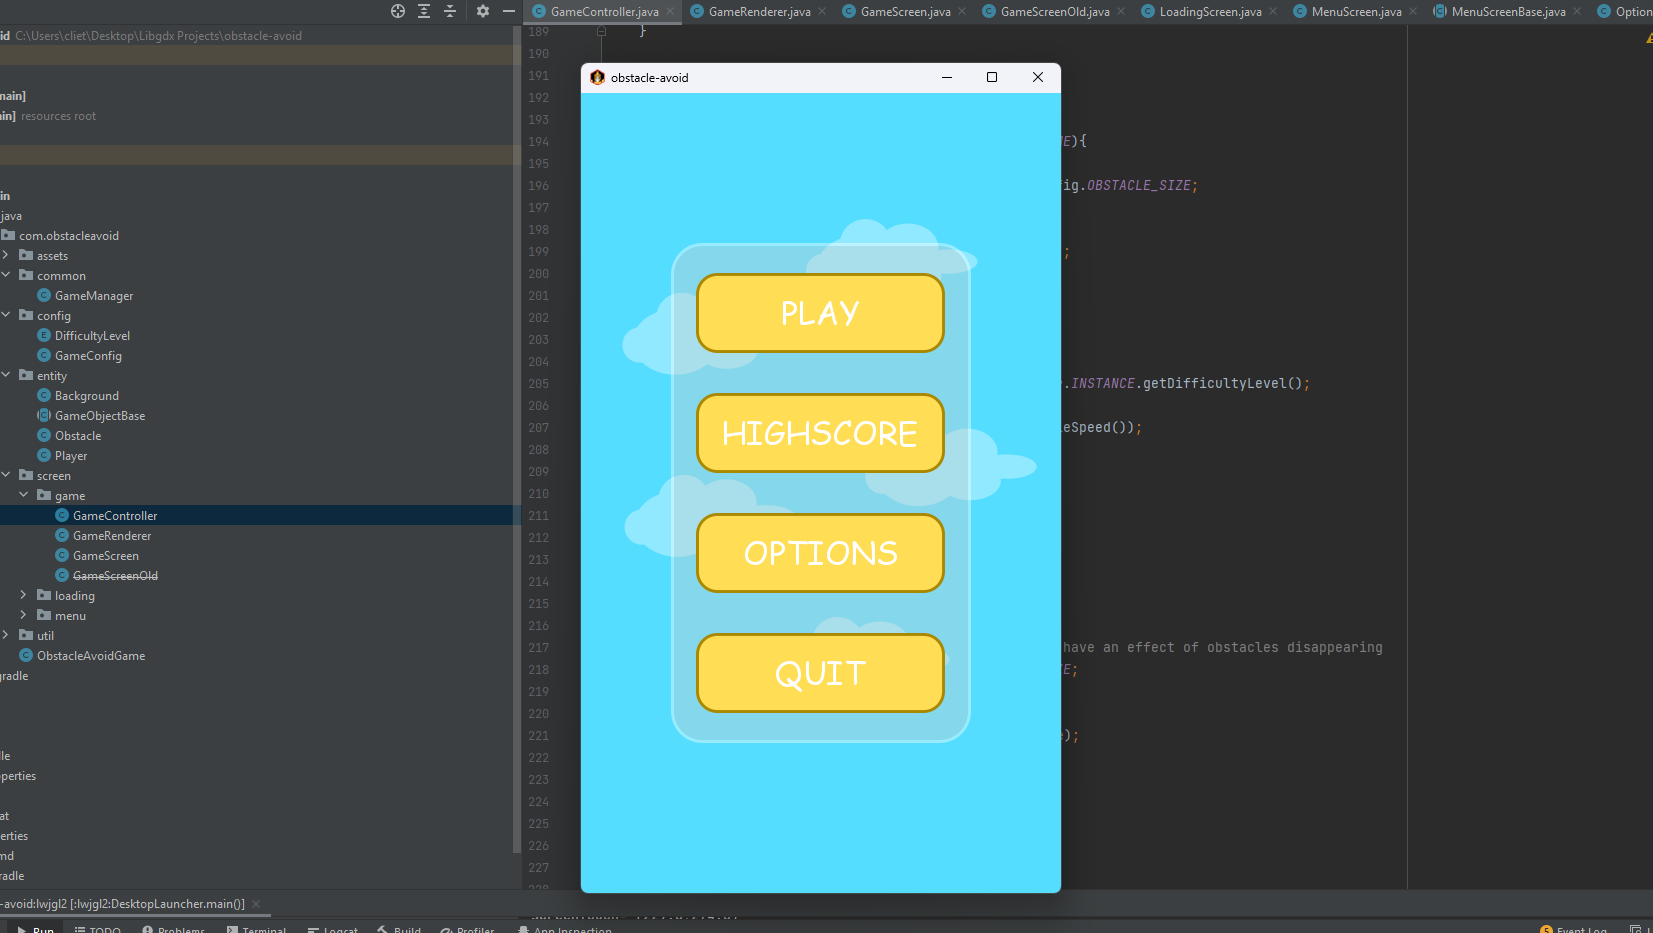 GameController.java GameRenderer.java GameScreen.java GameScreenOld.java LoadingScreen.java MenuScreen.java MenuScreenBase.java Option
id C:\Users\cliet\Desktop\Libgdx Projects\obstacle-avoid
main]
in] resources root
in
java
com.obstacleavoid
assets
common
GameManager
config
DifficultyLevel
GameConfig
entity
Background
GameObjectBase
Obstacle
Player
screen
game
GameController
GameRenderer
GameScreen
GameScreenOld
loading
menu
util
ObstacleAvoidGame
gradle
le
perties
at
erties
md
radle
189 }
190
191
192
193
194 E){
195
196 fig.OBSTACLE_SIZE;
197
198
199 ;
200
201
202
203
204
205 .INSTANCE.getDifficultyLevel();
206
207 eSpeed());
208
209
210
211
212
213
214
215
216
217 have an effect of obstacles disappearing
218 E;
219
220
221 );
222
223
224
225
226
227
228
obstacle-avoid
PLAY
HIGHSCORE
OPTIONS
QUIT
-avoid:lwjgl2 [:lwjgl2:DesktopLauncher.main()]
Run TODO Problems Terminal Logcat Build Profiler App Inspection 5 Event Log